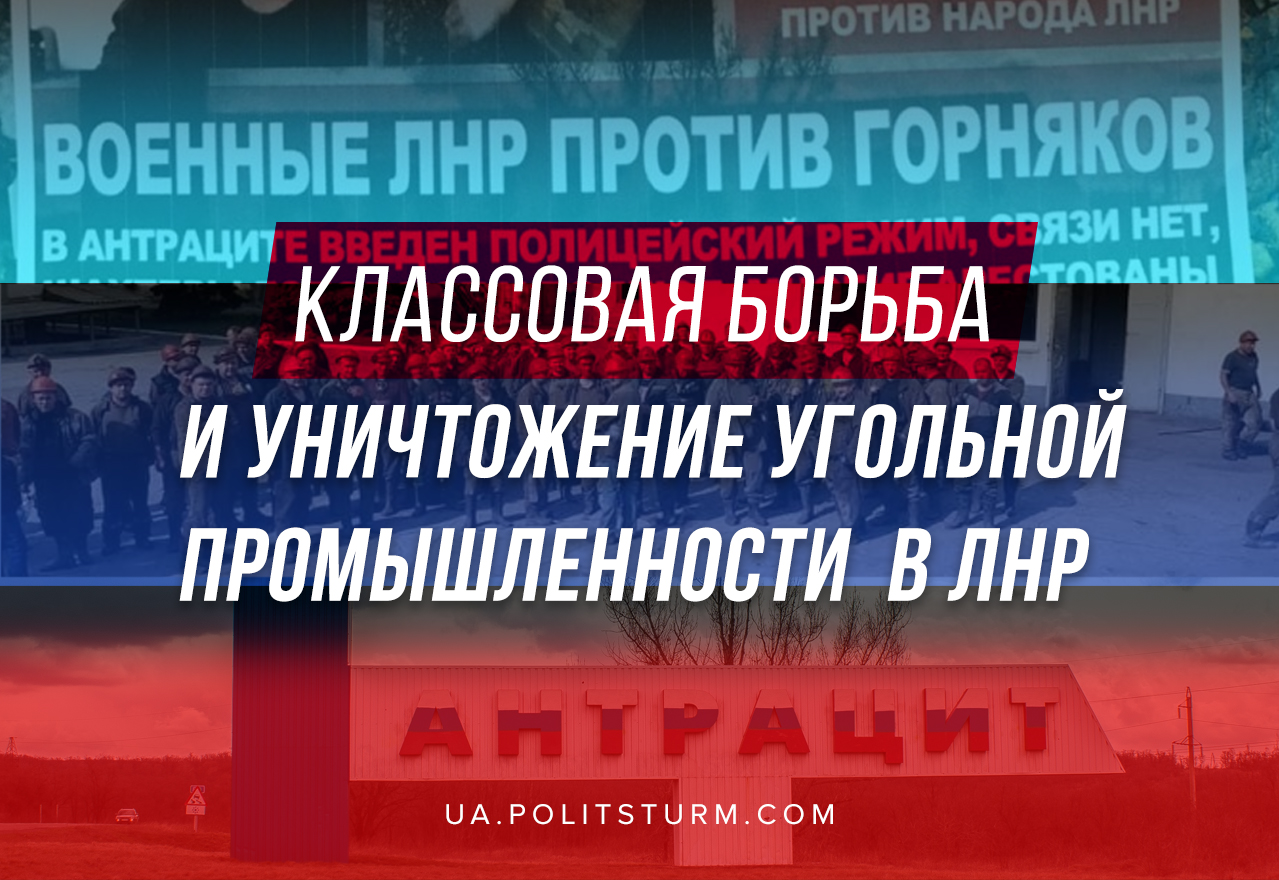 ПРОТИВ НАРОДА ЛНР
ВОЕННЫЕ ЛНР ПРОТИВ ГОРНЯКОВ
В АНТРАЦИТЕ ВВЕДЕН ПОЛИЦЕЙСКИЙ РЕЖИМ, СВЯЗИ НЕТ,
КЛАССОВАЯ БОРЬБА
И УНИЧТОЖЕНИЕ УГОЛЬНОЙ
ПРОМЫШЛЕННОСТИ В ЛНР
АНТРАЦИТ
UA.POLITSTURM.COM